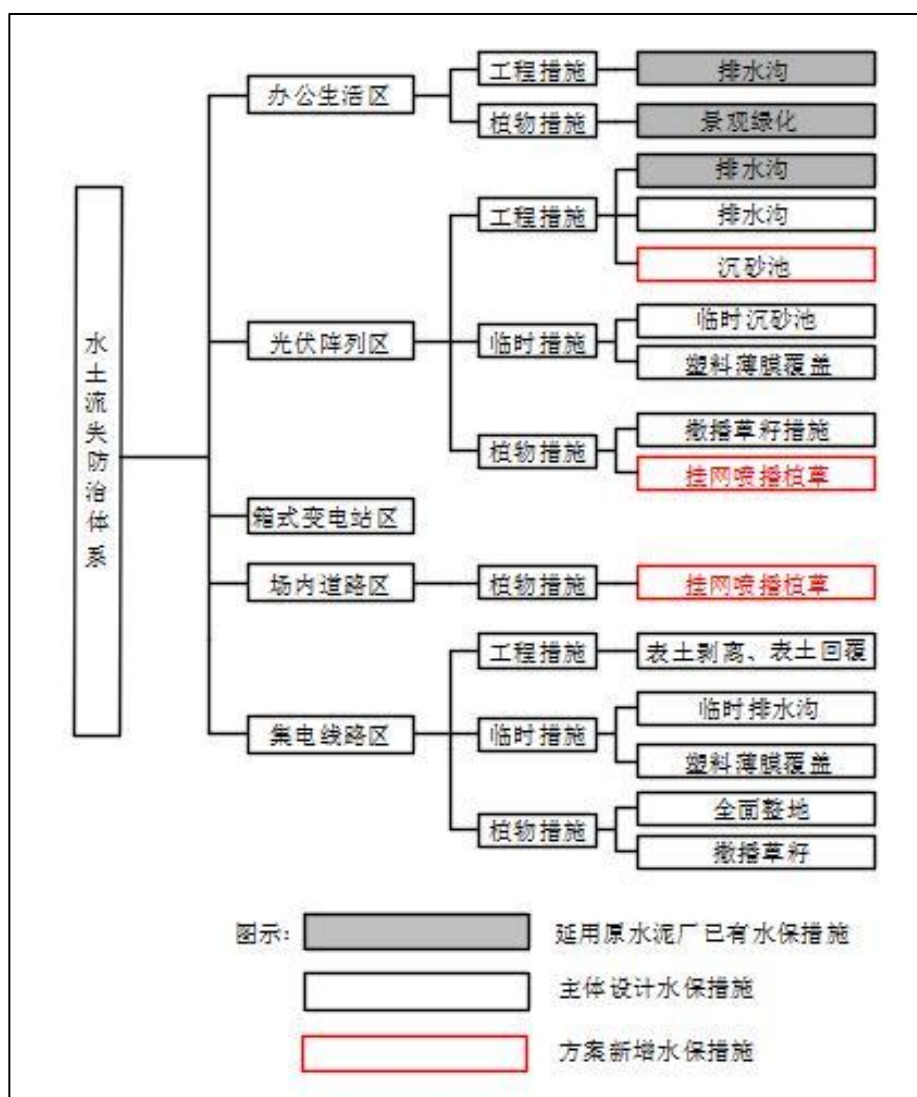 水土流失防治体系
办公生活区
工程措施
排水沟
植物措施
景观绿化
光伏阵列区
工程措施
排水沟
排水沟
沉砂池
临时措施
临时沉砂池
塑料薄膜覆盖
植物措施
撒播草籽措施
挂网喷播植草
箱式变电站区
场内道路区
植物措施
挂网喷播植草
集电线路区
工程措施
表土剥离、表土回覆
临时措施
临时排水沟
塑料薄膜覆盖
植物措施
全面整地
撒播草籽
图示：
延用原水泥厂已有水保措施
主体设计水保措施
方案新增水保措施